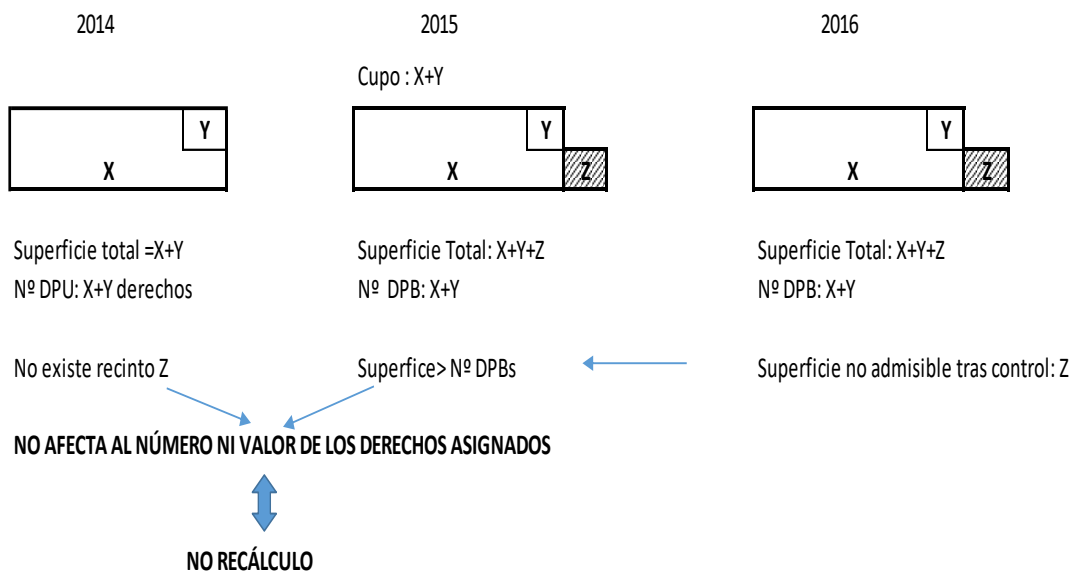 2014 2015 2016
Cupo : X+Y
Y Y Y
X X Z X Z
Superficie total =X+Y Superficie Total: X+Y+Z Superficie Total: X+Y+Z
Nº DPU: X+Y derechos Nº DPB: X+Y Nº DPB: X+Y
No existe recinto Z Superfice> Nº DPBs Superficie no admisible tras control: Z
NO AFECTA AL NÚMERO NI VALOR DE LOS DERECHOS ASIGNADOS
NO RECÁLCULO